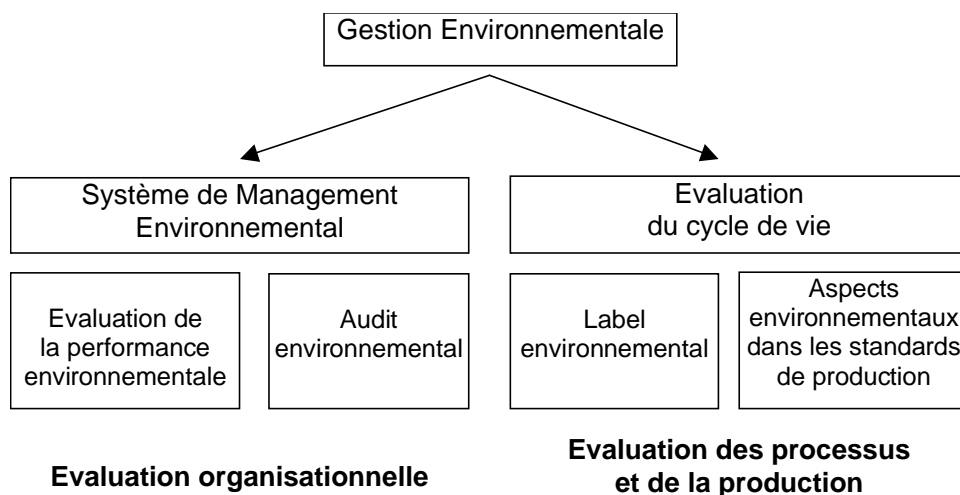 Gestion Environnementale
Système de Management
Environnemental
Evaluation
du cycle de vie
Evaluation de
la performance
environnementale
Audit
environnemental
Label
environnemental
Aspects
environnementaux
dans les standards
de production
Evaluation organisationnelle
Evaluation des processus
et de la production